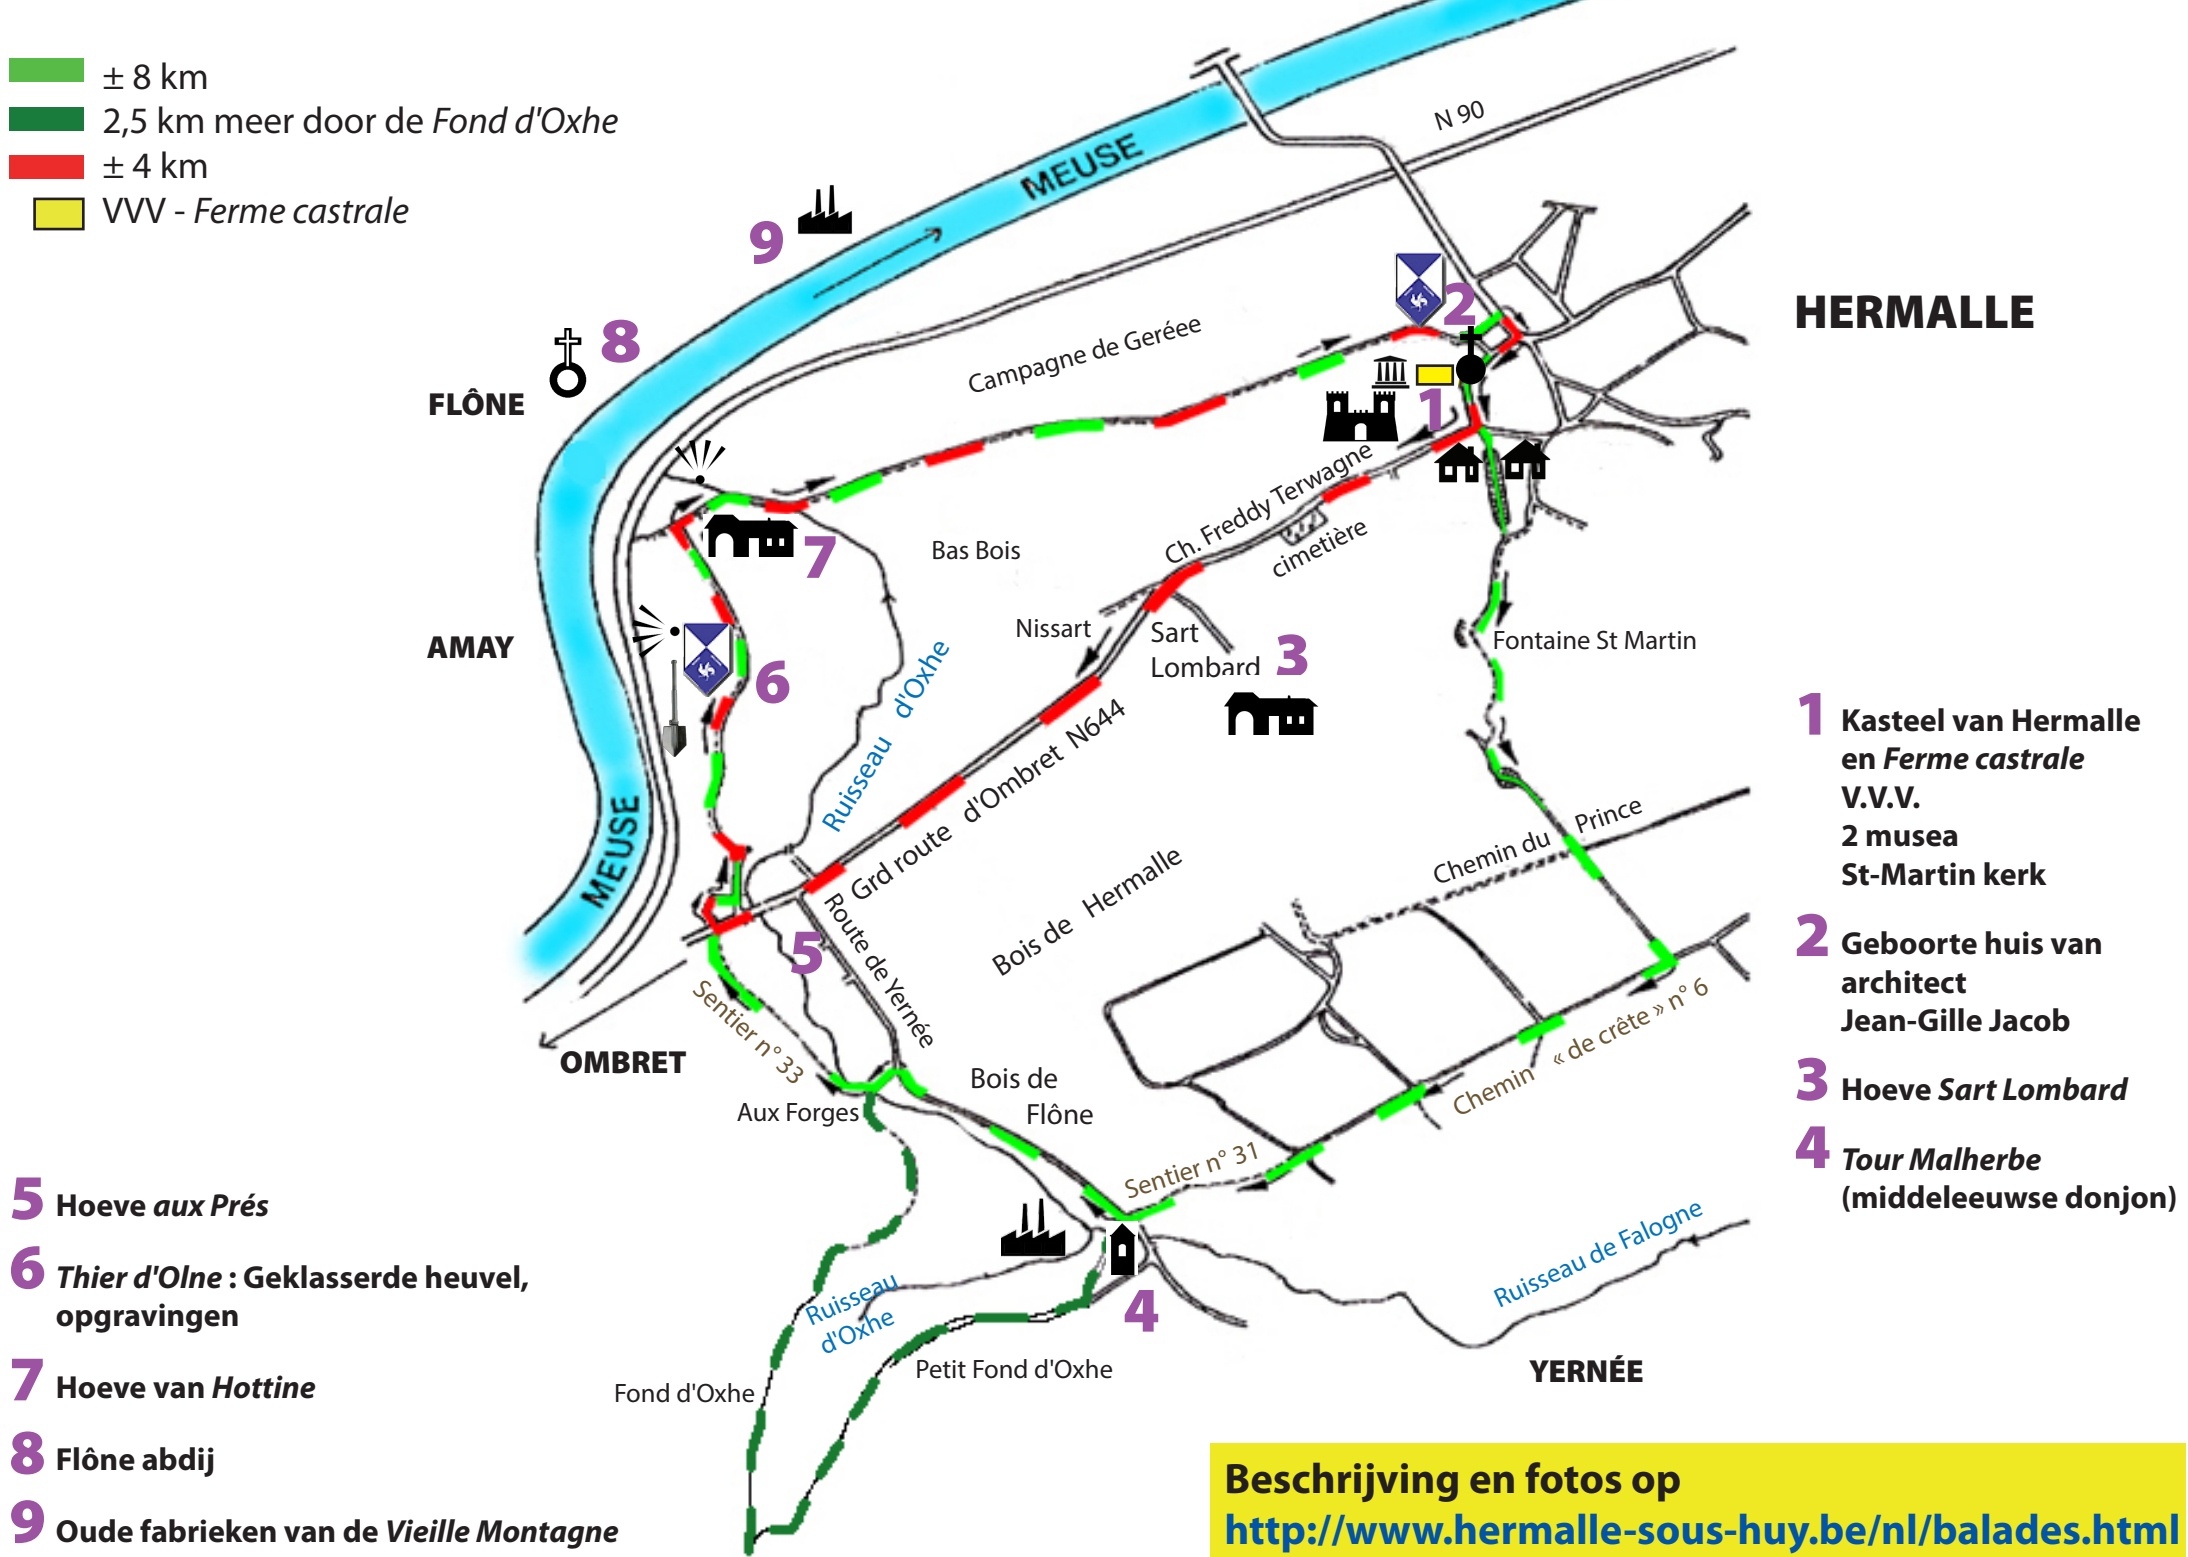 ± 8 km
2,5 km meer door de Fond d'Oxhe
± 4 km
VVV - Ferme castrale
MEUSE
N 90
9
8
FLÔNE
Campagne de Geréee
2
HERMALLE
1
Ch. Freddy Terwagne
cimetière
7
Bas Bois
AMAY
6
Nissart
Sart
Lombard
3
Fontaine St Martin
Ruisseau d'Oxhe
Grd route d'Ombret N644
MEUSE
Chemin du Prince
Bois de Hermalle
5
Route de Yernée
Sentier n° 33
OMBRET
Aux Forges
Bois de
Flône
Chemin « de crête » n° 6
Sentier n° 31
Ruisseau
d'Oxhe
4
Ruisseau de Falogne
Petit Fond d'Oxhe
Fond d'Oxhe
YERNÉE
1 Kasteel van Hermalle
en Ferme castrale
V.V.V.
2 musea
St-Martin kerk
2 Geboorte huis van
architect
Jean-Gille Jacob
3 Hoeve Sart Lombard
4 Tour Malherbe
(middeleeuwse donjon)
5 Hoeve aux Prés
6 Thier d'Olne : Geklasserde heuvel,
opgravingen
7 Hoeve van Hottine
8 Flône abdij
9 Oude fabrieken van de Vieille Montagne
Beschrijving en fotos op
http://www.hermalle-sous-huy.be/nl/balades.html